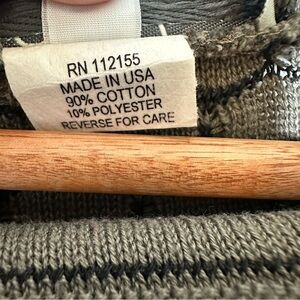 RN 112155
MADE IN USA
90% COTTON
10% POLYESTER
REVERSE FOR CARE